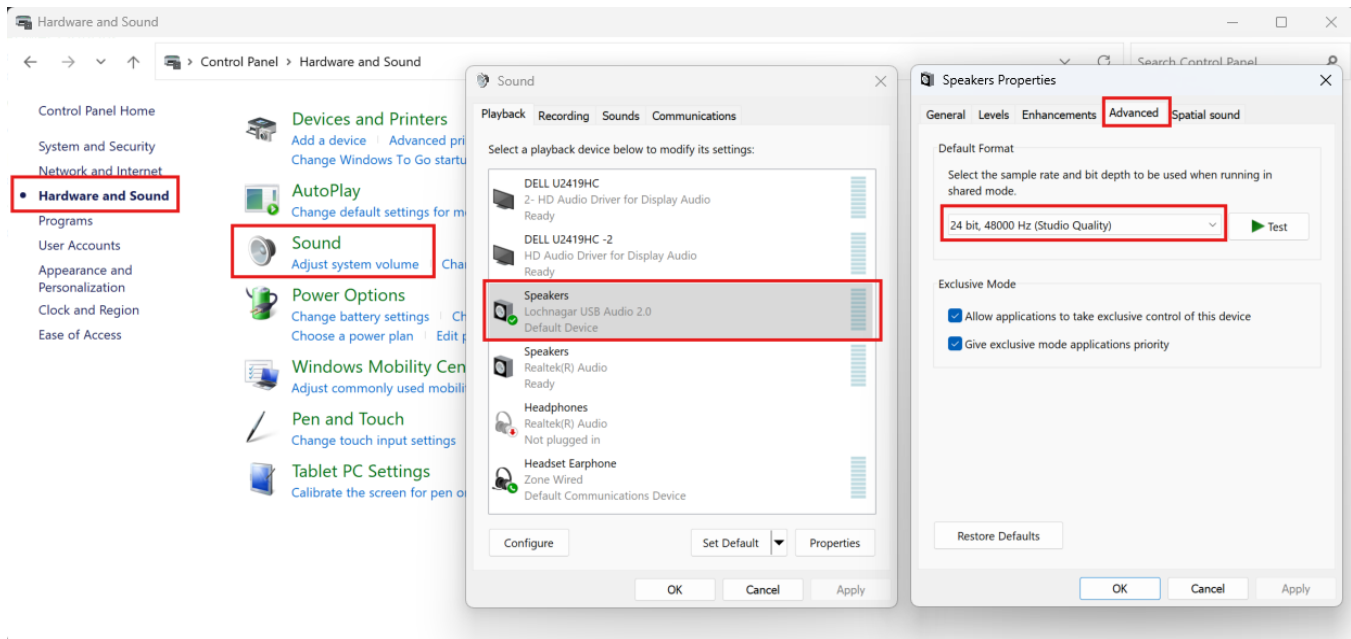 Hardware and Sound
Control Panel > Hardware and Sound
Search Control Panel
Control Panel Home
System and Security
Network and Internet
Hardware and Sound
Programs
User Accounts
Appearance and
Personalization
Clock and Region
Ease of Access
Devices and Printers
Add a device
Advanced pri
Change Windows To Go startu
AutoPlay
Change default settings for m
Sound
Adjust system volume
Cha
Power Options
Change battery settings
Ch
Choose a power plan
Edit p
Windows Mobility Cen
Adjust commonly used mobili
Pen and Touch
Change touch input settings
Tablet PC Settings
Calibrate the screen for pen o
Sound
Playback Recording Sounds Communications
Select a playback device below to modify its settings:
DELL U2419HC
2- HD Audio Driver for Display Audio
Ready
DELL U2419HC -2
HD Audio Driver for Display Audio
Ready
Speakers
Lochnagar USB Audio 2.0
Default Device
Speakers
Realtek(R) Audio
Ready
Headphones
Realtek(R) Audio
Not plugged in
Headset Earphone
Zone Wired
Default Communications Device
Configure
Set Default
Properties
OK
Cancel
Apply
Speakers Properties
General Levels Enhancements Advanced Spatial sound
Default Format
Select the sample rate and bit depth to be used when running in
shared mode.
24 bit, 48000 Hz (Studio Quality)
Test
Exclusive Mode
Allow applications to take exclusive control of this device
Give exclusive mode applications priority
Restore Defaults
OK
Cancel
Apply